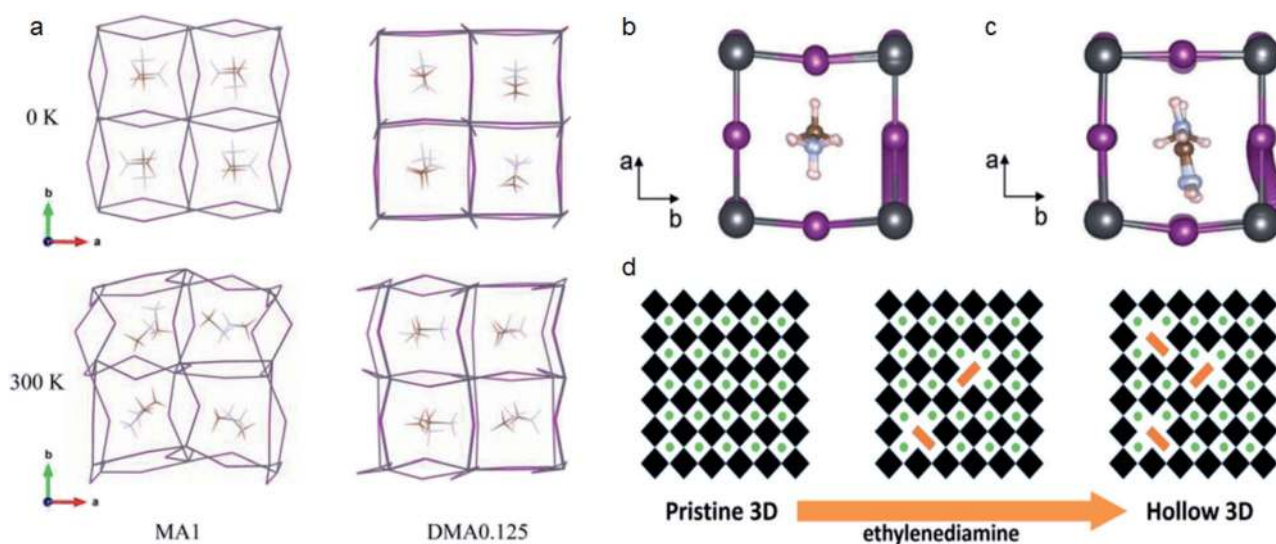 a
0 K
b
a
300 K
b
a
MA1
DMA0.125
b
a
b
c
a
b
d
Pristine 3D
ethylenediamine
Hollow 3D